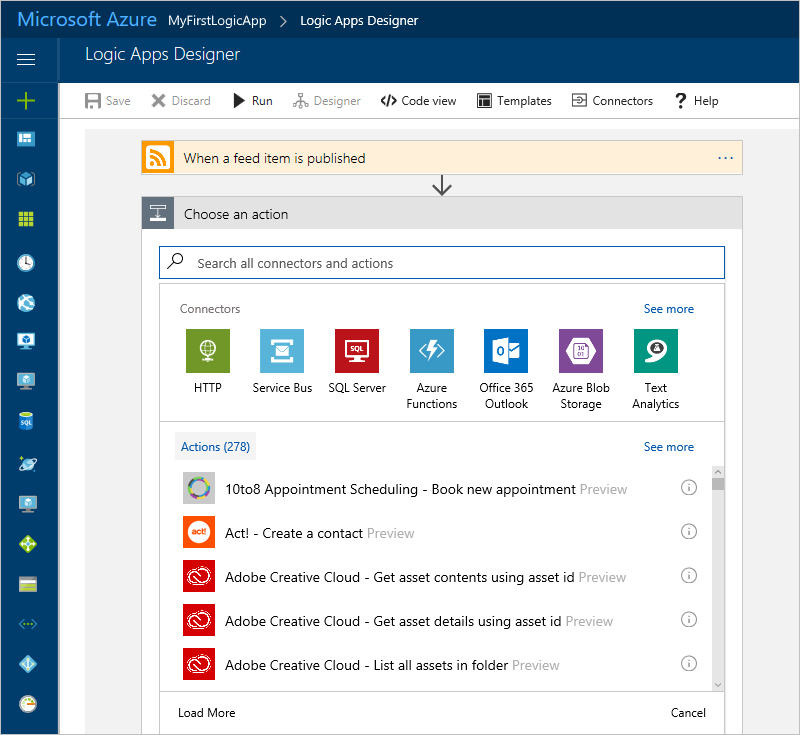 Microsoft Azure MyFirstLogicApp > Logic Apps Designer
Logic Apps Designer
Save Discard Run Designer Code view Templates Connectors Help
When a feed item is published ...
Choose an action
Search all connectors and actions
Connectors See more
SQL
O
10
01
HTTP Service Bus SQL Server Azure Functions Office 365 Outlook Azure Blob Storage Text Analytics
SQL
Actions (278) See more
10to8 Appointment Scheduling - Book new appointment Preview
act!
Act! - Create a contact Preview
Adobe Creative Cloud - Get asset contents using asset id Preview
Adobe Creative Cloud - Get asset details using asset id Preview
Adobe Creative Cloud - List all assets in folder Preview
Load More Cancel